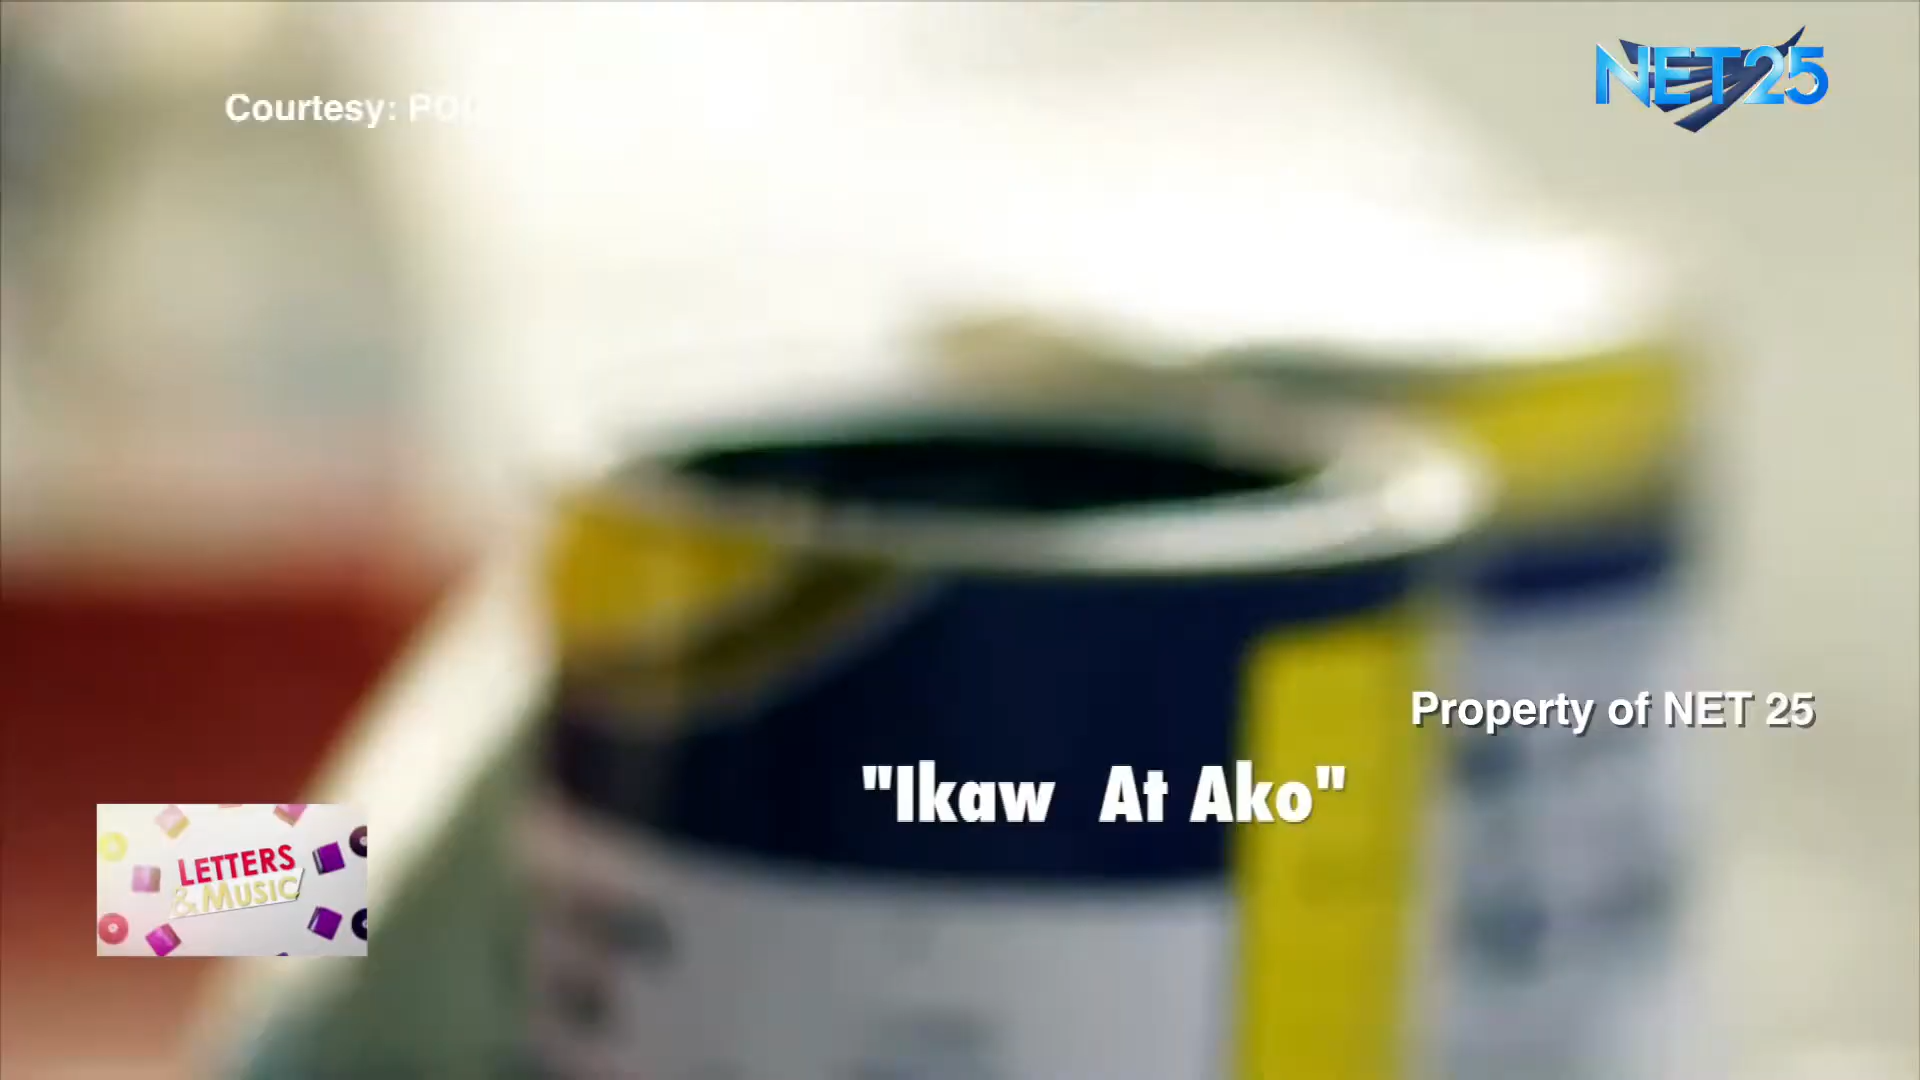 NET25
Courtesy:
Property of NET 25
"Ikaw At Ako"
LETTERS
& MUSIC